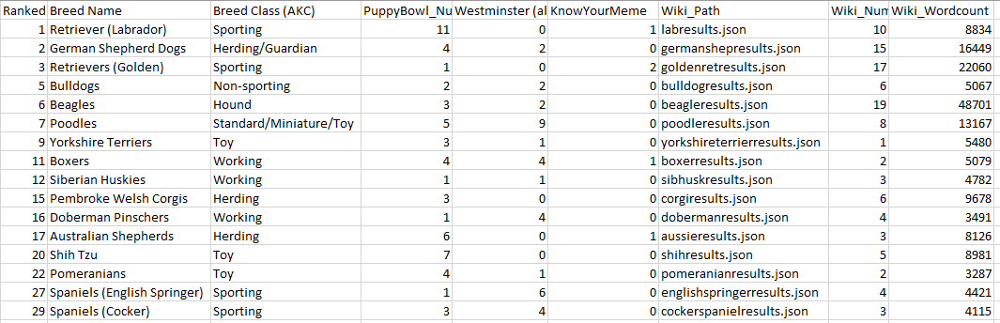 Ranked Breed Name Breed Class (AKC) PuppyBowl_Nu Westminster (al KnowYourMeme Wiki_Path Wiki_Num Wiki_Wordcount
1 Retriever (Labrador) Sporting 11 0 1 labresults.json 10 8834
2 German Shepherd Dogs Herding/Guardian 4 2 0 germanshepresults.json 15 16449
3 Retrievers (Golden) Sporting 1 0 2 goldenretresults.json 17 22060
5 Bulldogs Non-sporting 2 2 0 bulldogresults.json 6 5067
6 Beagles Hound 3 2 0 beagleresults.json 19 48701
7 Poodles Standard/Miniature/Toy 5 9 0 poodleresults.json 8 13167
9 Yorkshire Terriers Toy 3 1 0 yorkshireterrierresults.json 1 5480
11 Boxers Working 4 4 1 boxerresults.json 2 5079
12 Siberian Huskies Working 1 1 0 sibhuskresults.json 3 4782
15 Pembroke Welsh Corgis Herding 3 0 0 corgiresults.json 6 9678
16 Doberman Pinschers Working 1 4 0 dobermanresults.json 4 3491
17 Australian Shepherds Herding 6 0 1 aussieresults.json 3 8126
20 Shih Tzu Toy 7 0 0 shihresults.json 5 8981
22 Pomeranians Toy 4 1 0 pomeranianresults.json 2 3287
27 Spaniels (English Springer) Sporting 1 6 0 englishspringerresults.json 4 4421
29 Spaniels (Cocker) Sporting 3 4 0 cockerspanielresults.json 3 4115